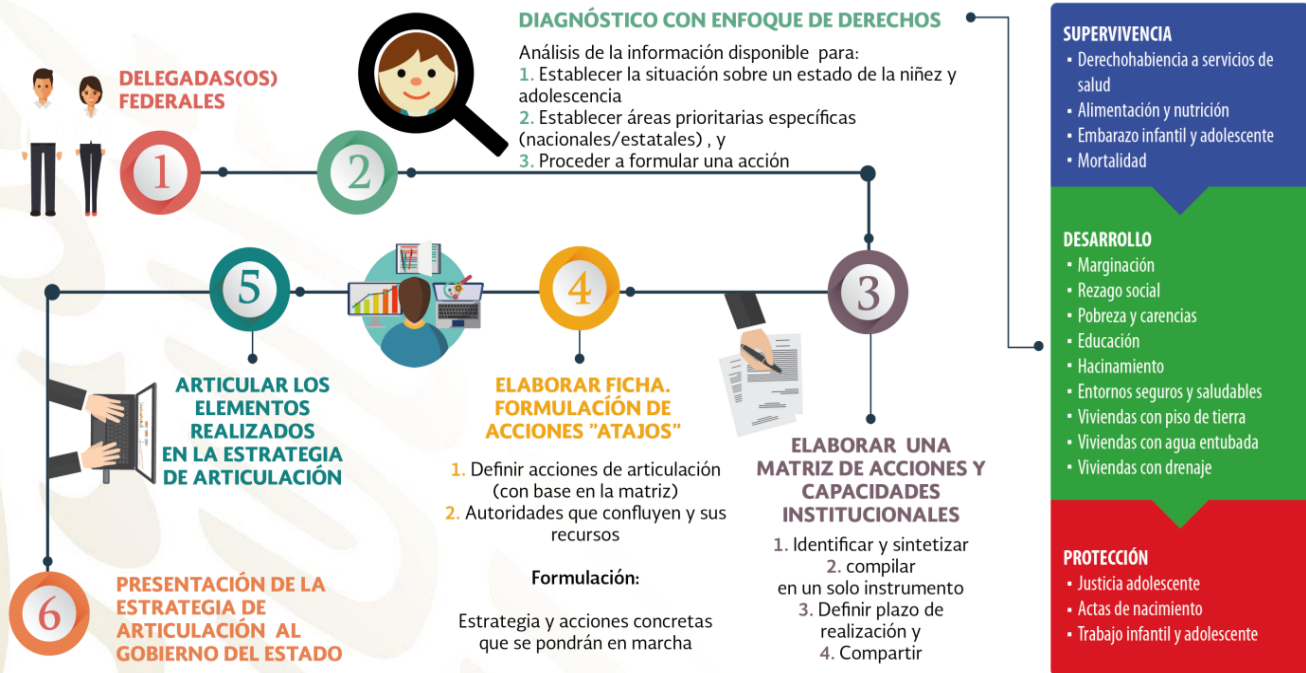 DELEGADAS(OS)
FEDERALES
1
2
DIAGNÓSTICO CON ENFOQUE DE DERECHOS
Análisis de la información disponible para:
1. Establecer la situación sobre un estado de la niñez y
adolescencia
2. Establecer áreas prioritarias específicas
(nacionales/estatales) , y
3. Proceder a formular una acción
3
ELABORAR UNA
MATRIZ DE ACCIONES Y
CAPACIDADES
INSTITUCIONALES
1. Identificar y sintetizar
2. compilar
en un solo instrumento
3. Definir plazo de
realización y
4. Compartir
4
ELABORAR FICHA.
FORMULACÍÓN DE
ACCIONES "ATAJOS"
1. Definir acciones de articulación
(con base en la matriz)
2. Autoridades que confluyen y sus
recursos
Formulación:
Estrategia y acciones concretas
que se pondrán en marcha
5
ARTICULAR LOS
ELEMENTOS
REALIZADOS
EN LA ESTRATEGIA
DE ARTICULACIÓN
6
PRESENTACIÓN DE LA
ESTRATEGIA DE
ARTICULACIÓN AL
GOBIERNO DEL ESTADO
SUPERVIVENCIA
▪ Derechohabiencia a servicios de
salud
▪ Alimentación y nutrición
▪ Embarazo infantil y adolescente
▪ Mortalidad
DESARROLLO
▪ Marginación
▪ Rezago social
▪ Pobreza y carencias
▪ Educación
▪ Hacinamiento
▪ Entornos seguros y saludables
▪ Viviendas con piso de tierra
▪ Viviendas con agua entubada
▪ Viviendas con drenaje
PROTECCIÓN
▪ Justicia adolescente
▪ Actas de nacimiento
▪ Trabajo infantil y adolescente